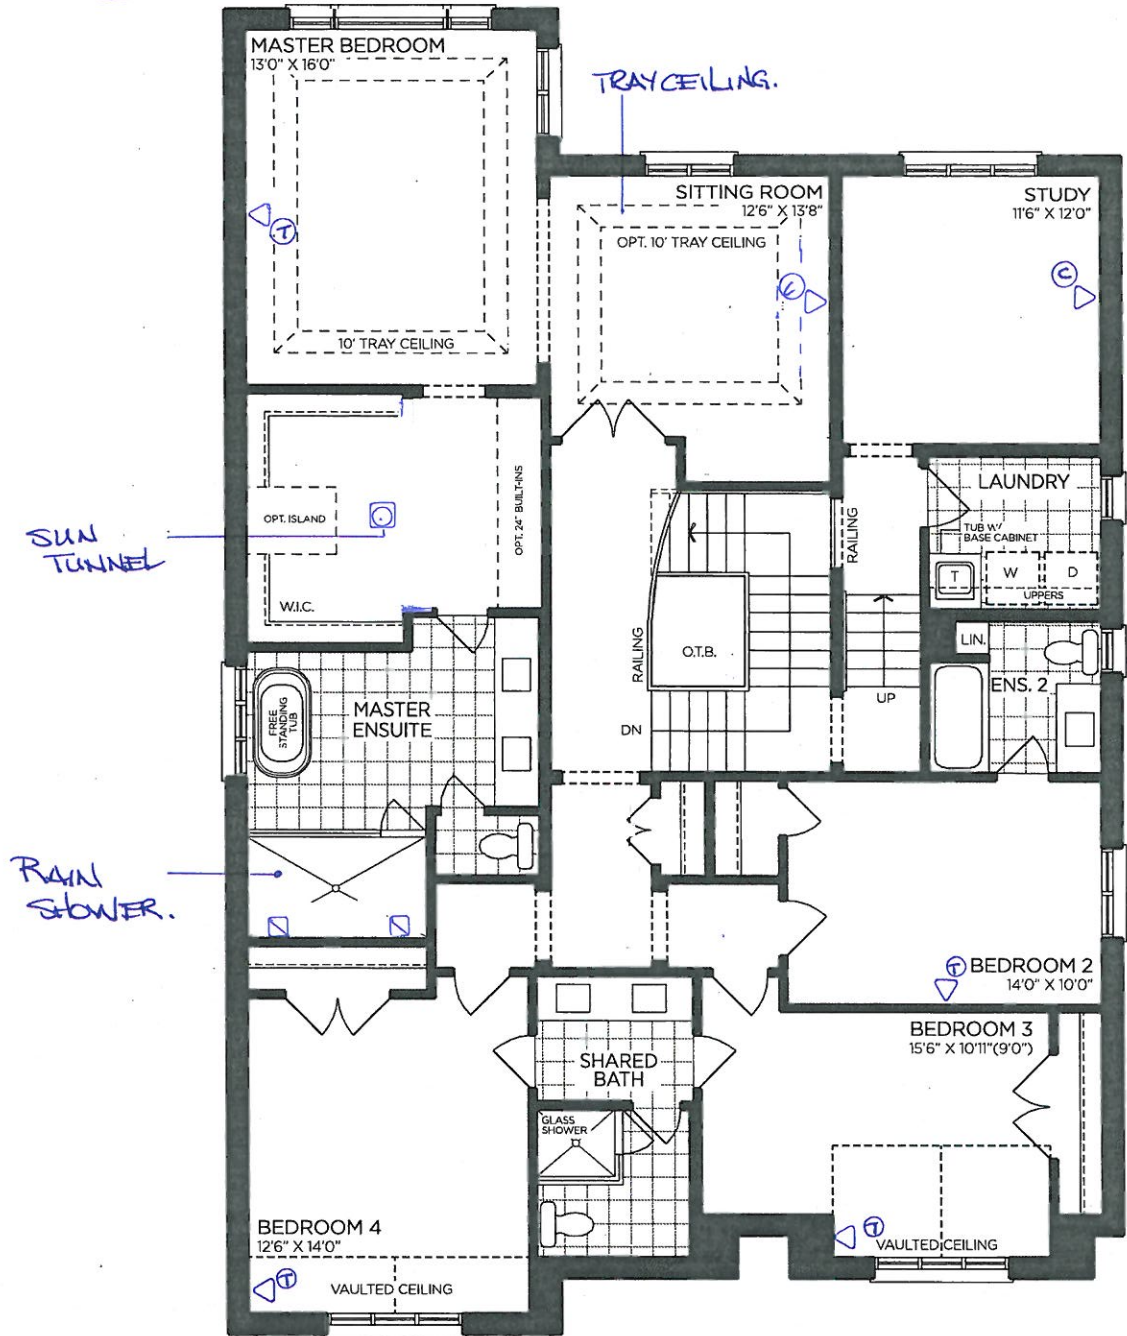 MASTER BEDROOM
13'0" X 16'0"
TRAY CEILING.
SITTING ROOM
12'6" X 13'8"
STUDY
11'6" X 12'0"
OPT. 10' TRAY CEILING
T
C
10' TRAY CEILING
LAUNDRY
OPT. ISLAND
OPT. 24" BUILT-INS
SUN
TUNNEL
RAILING
TUB W/
BASE CABINET
T
W
D
UPPERS
W.I.C.
RAILING
O.T.B.
LIN.
ENS. 2
UP
FREE
STANDING
TUB
MASTER
ENSUITE
DN
RAIN
SHOWER.
T
BEDROOM 2
14'0" X 10'0"
BEDROOM 3
15'6" X 10'11"(9'0")
SHARED
BATH
GLASS
SHOWER
BEDROOM 4
12'6" X 14'0"
T
VAULTED CEILING
T
VAULTED CEILING